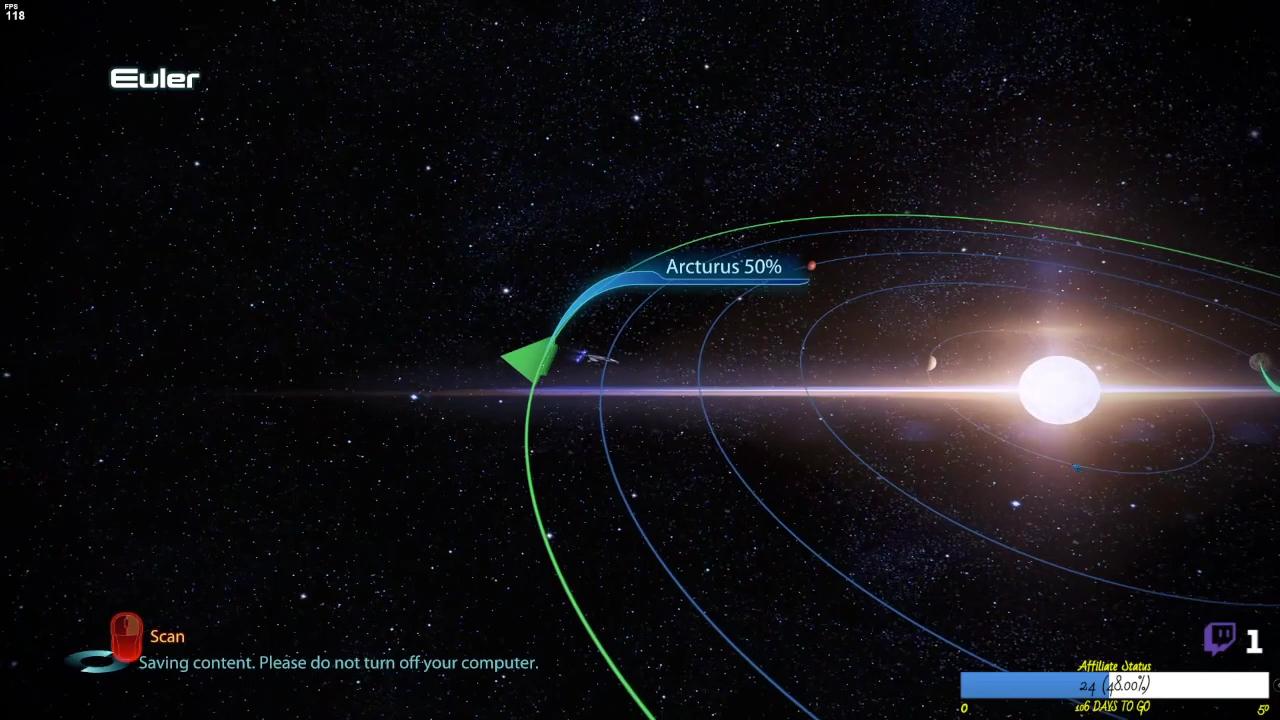 FPS
118
Euler
Arcturus 50%
Scan
Saving content. Please do not turn off your computer.
1
Affiliate Status
24 (48.00%)
0
106 DAYS TO GO
50